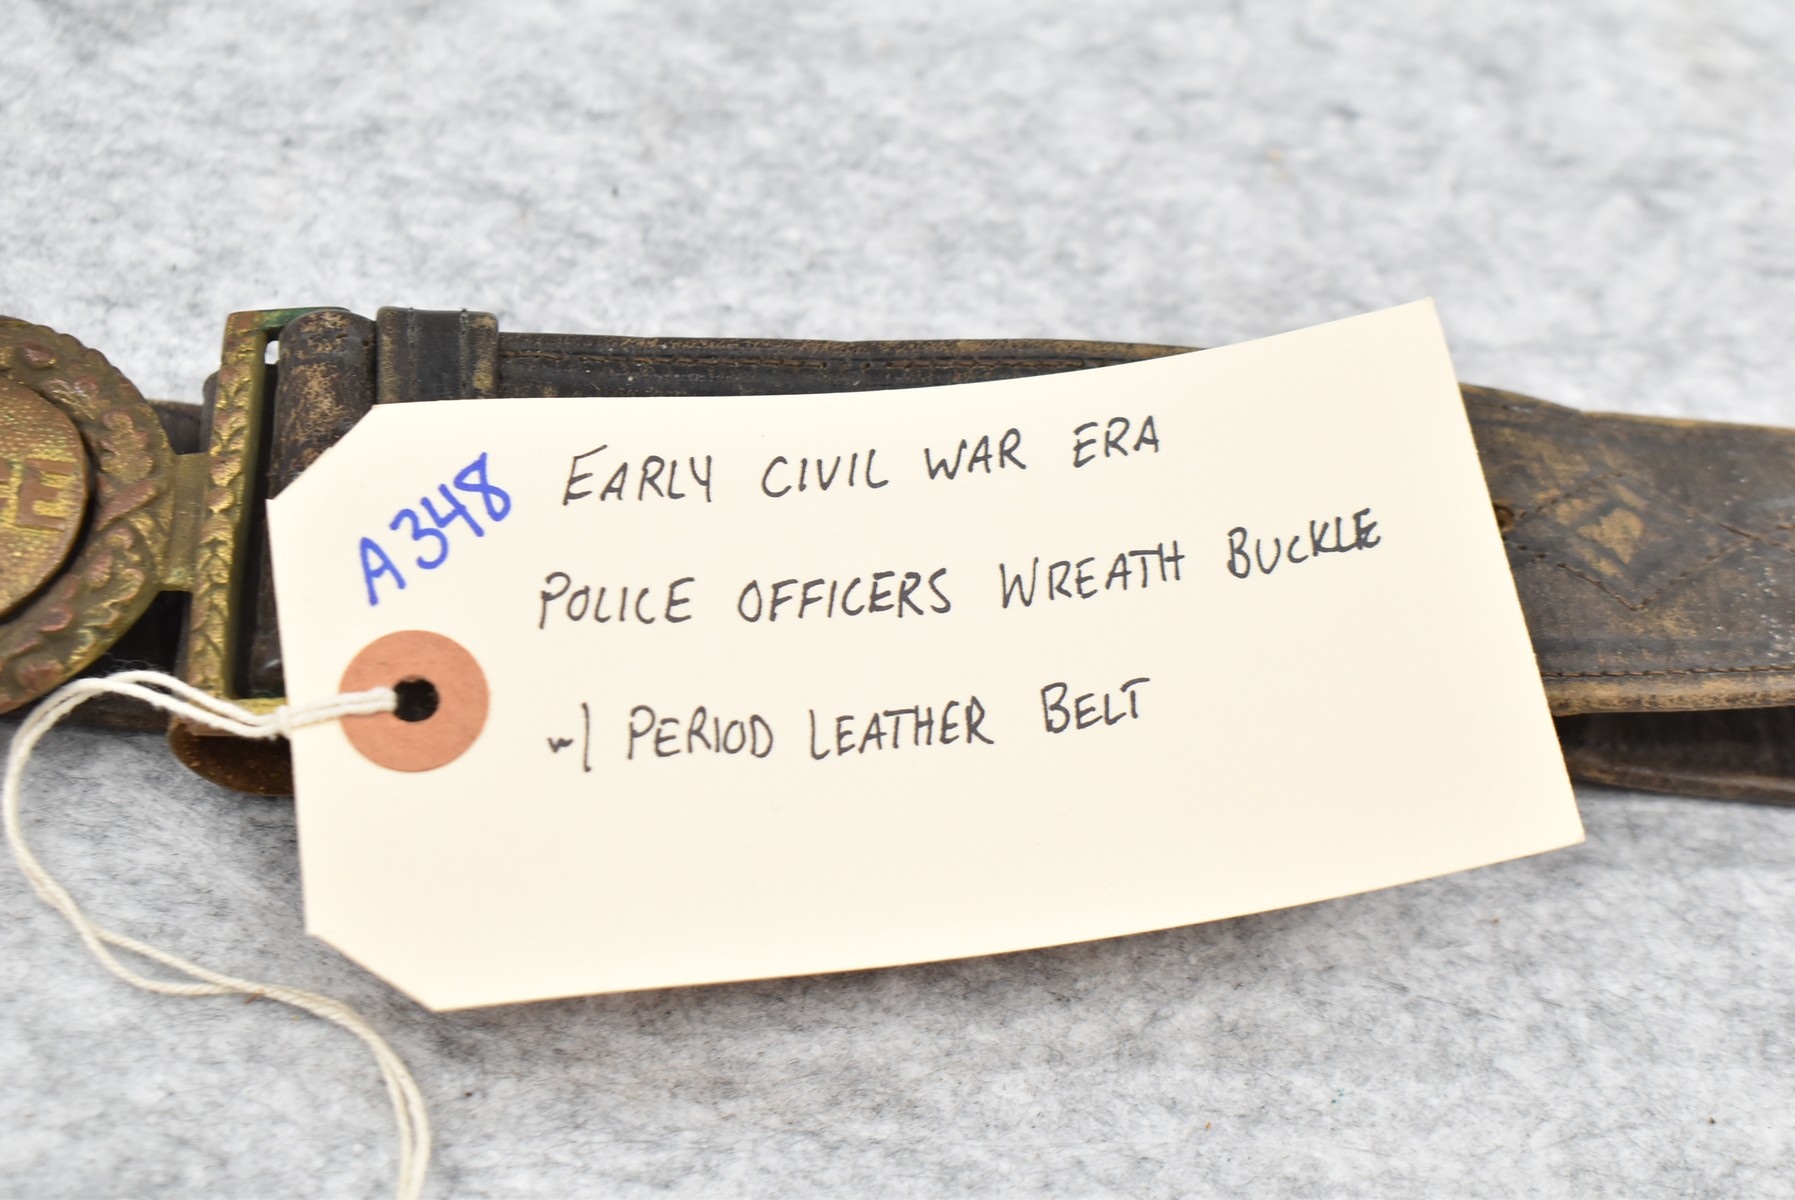 A348
EARLY CIVIL WAR ERA
POLICE OFFICERS WREATH BUCKLE
w/ PERIOD LEATHER BELT